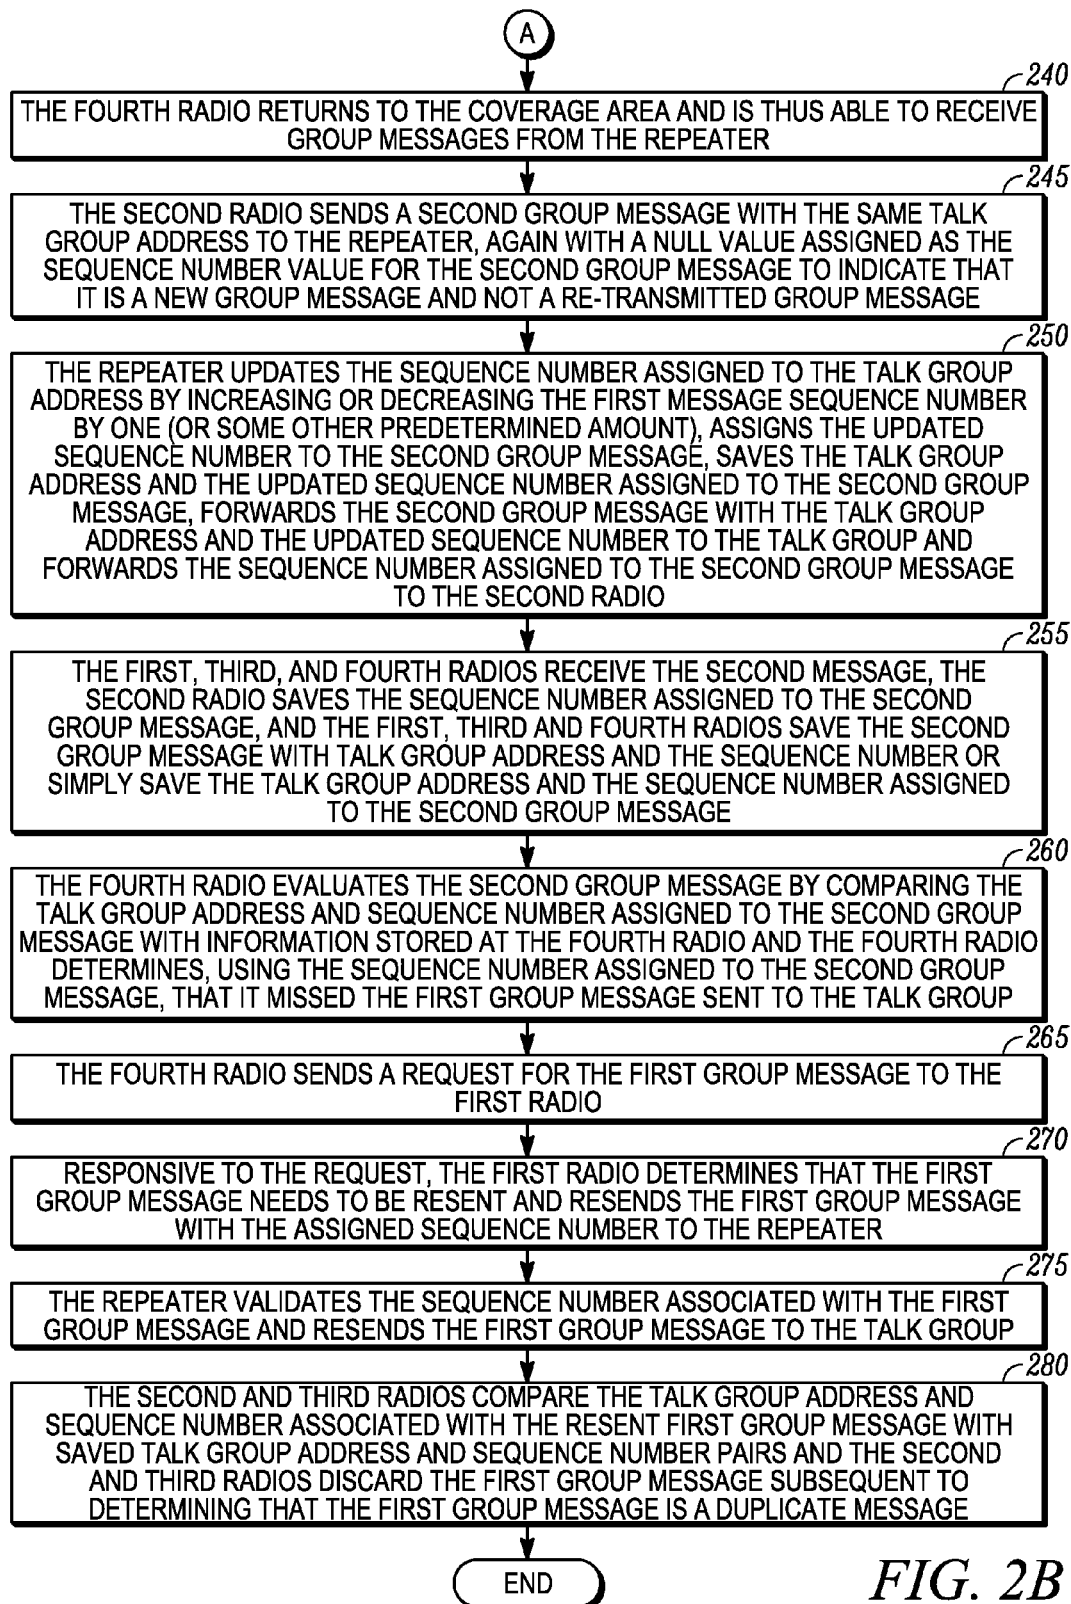 A
240
THE FOURTH RADIO RETURNS TO THE COVERAGE AREA AND IS THUS ABLE TO RECEIVE
GROUP MESSAGES FROM THE REPEATER
245
THE SECOND RADIO SENDS A SECOND GROUP MESSAGE WITH THE SAME TALK
GROUP ADDRESS TO THE REPEATER, AGAIN WITH A NULL VALUE ASSIGNED AS THE
SEQUENCE NUMBER VALUE FOR THE SECOND GROUP MESSAGE TO INDICATE THAT
IT IS A NEW GROUP MESSAGE AND NOT A RE-TRANSMITTED GROUP MESSAGE
250
THE REPEATER UPDATES THE SEQUENCE NUMBER ASSIGNED TO THE TALK GROUP
ADDRESS BY INCREASING OR DECREASING THE FIRST MESSAGE SEQUENCE NUMBER
BY ONE (OR SOME OTHER PREDETERMINED AMOUNT), ASSIGNS THE UPDATED
SEQUENCE NUMBER TO THE SECOND GROUP MESSAGE, SAVES THE TALK GROUP
ADDRESS AND THE UPDATED SEQUENCE NUMBER ASSIGNED TO THE SECOND GROUP
MESSAGE, FORWARDS THE SECOND GROUP MESSAGE WITH THE TALK GROUP
ADDRESS AND THE UPDATED SEQUENCE NUMBER TO THE TALK GROUP AND
FORWARDS THE SEQUENCE NUMBER ASSIGNED TO THE SECOND GROUP MESSAGE
TO THE SECOND RADIO
255
THE FIRST, THIRD, AND FOURTH RADIOS RECEIVE THE SECOND MESSAGE, THE
SECOND RADIO SAVES THE SEQUENCE NUMBER ASSIGNED TO THE SECOND
GROUP MESSAGE, AND THE FIRST, THIRD AND FOURTH RADIOS SAVE THE SECOND
GROUP MESSAGE WITH TALK GROUP ADDRESS AND THE SEQUENCE NUMBER OR
SIMPLY SAVE THE TALK GROUP ADDRESS AND THE SEQUENCE NUMBER ASSIGNED
TO THE SECOND GROUP MESSAGE
260
THE FOURTH RADIO EVALUATES THE SECOND GROUP MESSAGE BY COMPARING THE
TALK GROUP ADDRESS AND SEQUENCE NUMBER ASSIGNED TO THE SECOND GROUP
MESSAGE WITH INFORMATION STORED AT THE FOURTH RADIO AND THE FOURTH RADIO
DETERMINES, USING THE SEQUENCE NUMBER ASSIGNED TO THE SECOND GROUP
MESSAGE, THAT IT MISSED THE FIRST GROUP MESSAGE SENT TO THE TALK GROUP
265
THE FOURTH RADIO SENDS A REQUEST FOR THE FIRST GROUP MESSAGE TO THE
FIRST RADIO
270
RESPONSIVE TO THE REQUEST, THE FIRST RADIO DETERMINES THAT THE FIRST
GROUP MESSAGE NEEDS TO BE RESENT AND RESENDS THE FIRST GROUP MESSAGE
WITH THE ASSIGNED SEQUENCE NUMBER TO THE REPEATER
275
THE REPEATER VALIDATES THE SEQUENCE NUMBER ASSOCIATED WITH THE FIRST
GROUP MESSAGE AND RESENDS THE FIRST GROUP MESSAGE TO THE TALK GROUP
280
THE SECOND AND THIRD RADIOS COMPARE THE TALK GROUP ADDRESS AND
SEQUENCE NUMBER ASSOCIATED WITH THE RESENT FIRST GROUP MESSAGE WITH
SAVED TALK GROUP ADDRESS AND SEQUENCE NUMBER PAIRS AND THE SECOND
AND THIRD RADIOS DISCARD THE FIRST GROUP MESSAGE SUBSEQUENT TO
DETERMINING THAT THE FIRST GROUP MESSAGE IS A DUPLICATE MESSAGE
END
FIG. 2B